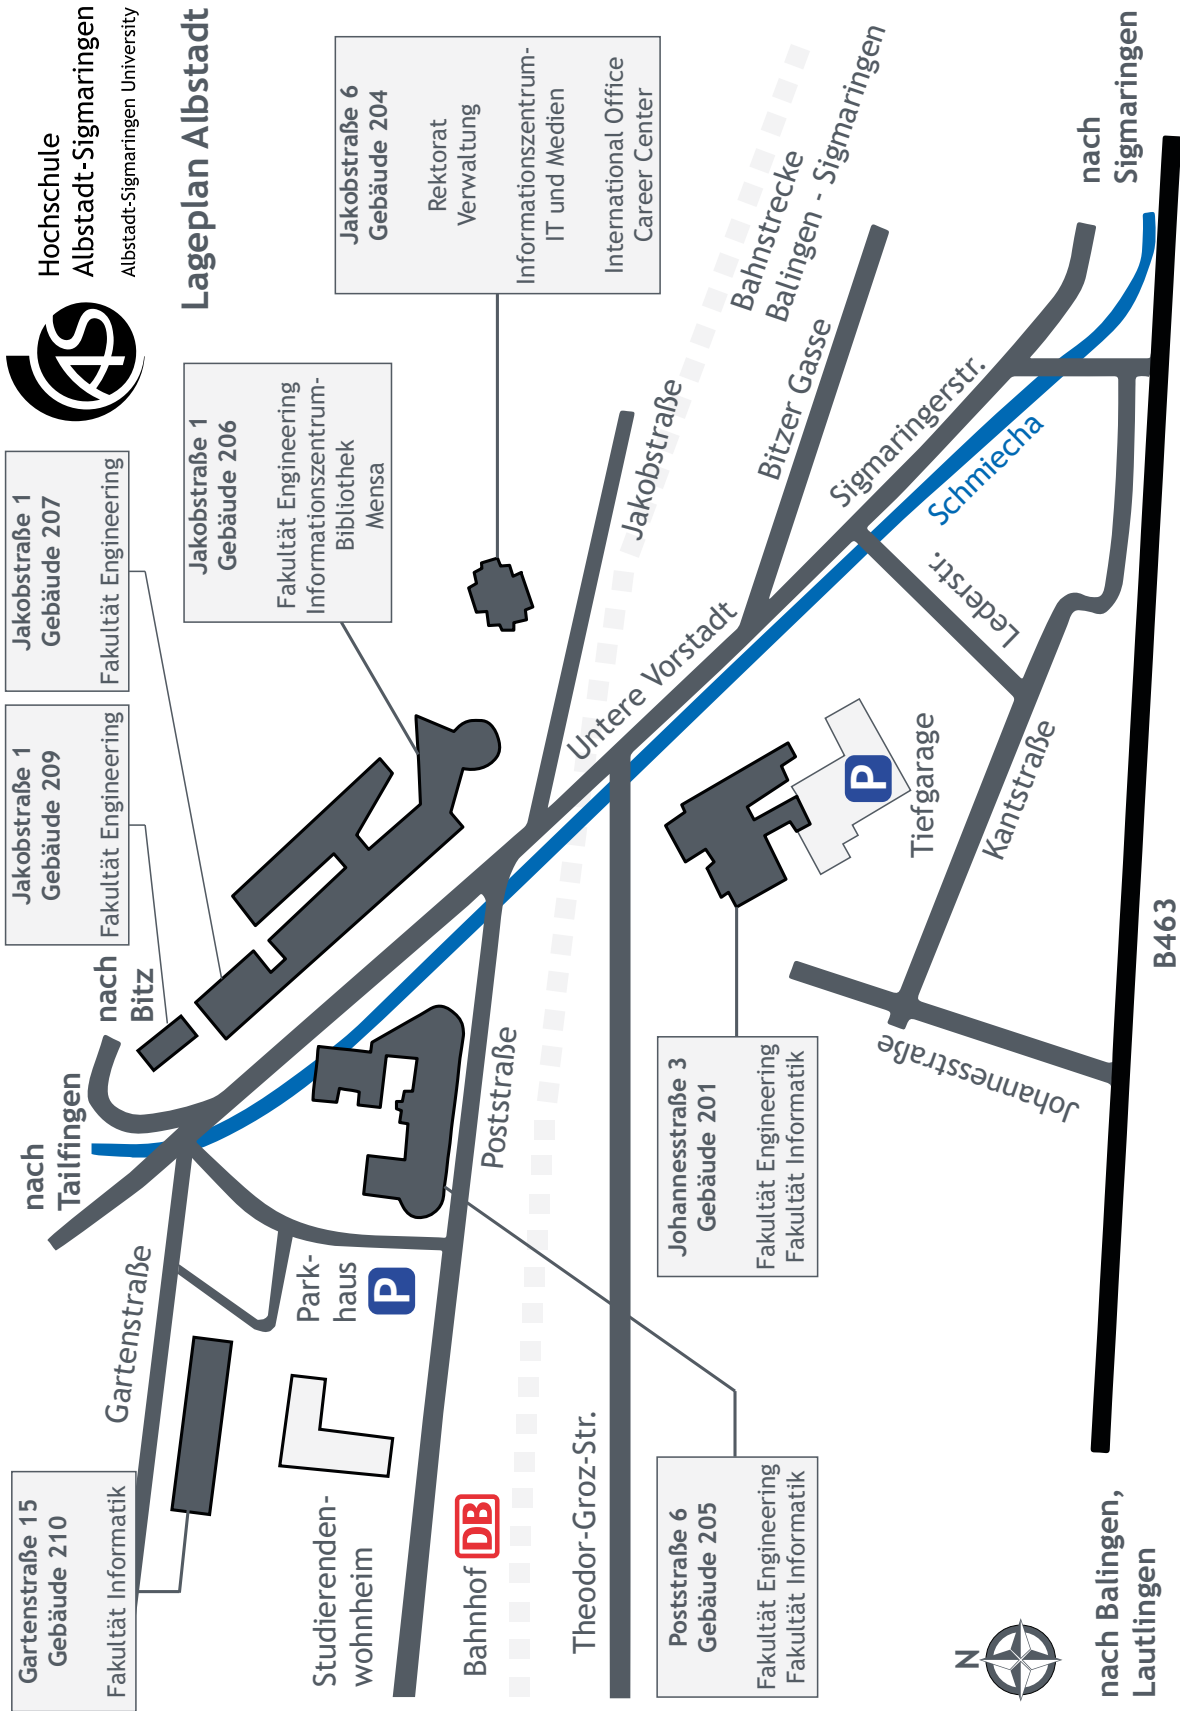 Hochschule
Albstadt-Sigmaringen
Albstadt-Sigmaringen University
Lageplan Albstadt
Gartenstraße 15
Gebäude 210
Fakultät Informatik
Jakobstraße 1
Gebäude 209
Fakultät Engineering
Jakobstraße 1
Gebäude 207
Fakultät Engineering
Jakobstraße 1
Gebäude 206
Fakultät Engineering
Informationszentrum-
Bibliothek
Mensa
Jakobstraße 6
Gebäude 204
Rektorat
Verwaltung
Informationszentrum-
IT und Medien
International Office
Career Center
nach
Tailfingen
nach
Bitz
Gartenstraße
Park-
haus
P
Studierenden-
wohnheim
Bahnhof
DB
Poststraße
Theodor-Groz-Str.
Untere Vorstadt
Jakobstraße
Bahnstrecke
Balingen - Sigmaringen
Bitzer Gasse
Sigmaringerstr.
Schmiecha
Lederstr.
Kantstraße
Tiefgarage
P
Johannesstraße
Poststraße 6
Gebäude 205
Fakultät Engineering
Fakultät Informatik
Johannesstraße 3
Gebäude 201
Fakultät Engineering
Fakultät Informatik
B463
nach
Sigmaringen
N
nach Balingen,
Lautlingen